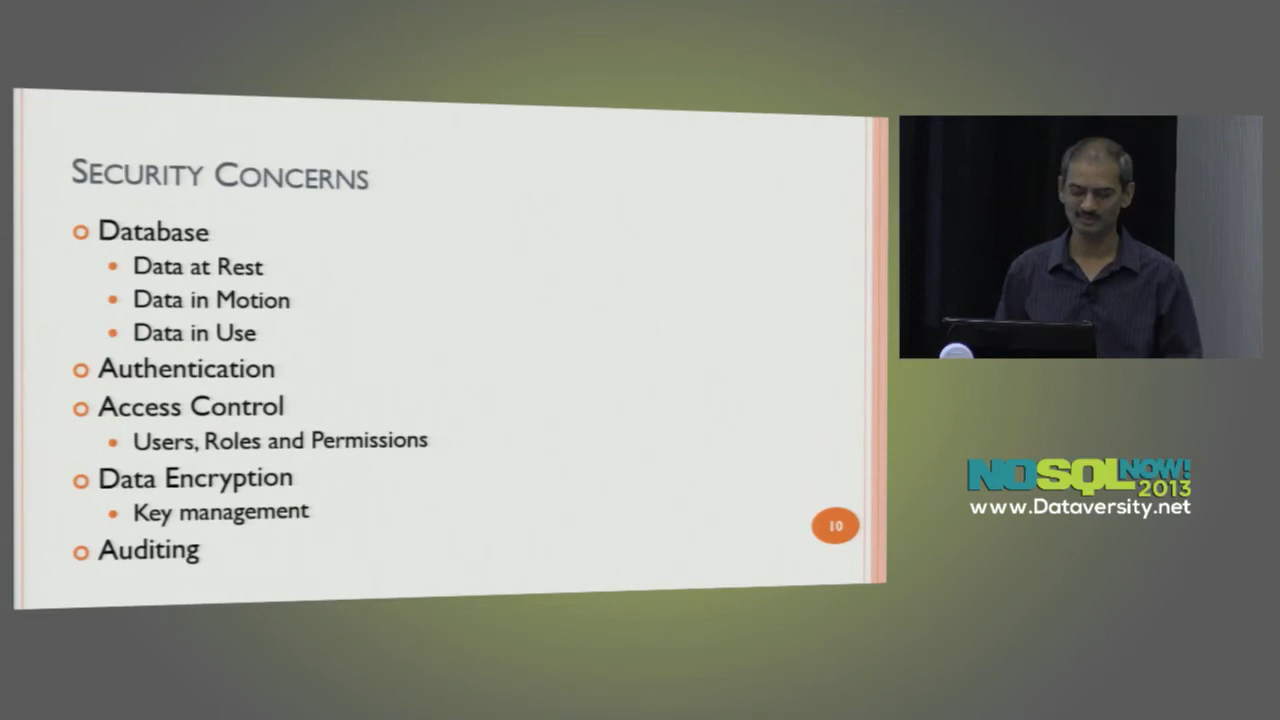 SECURITY CONCERNS
Database
Data at Rest
Data in Motion
Data in Use
Authentication
Access Control
Users, Roles and Permissions
Data Encryption
Key management
Auditing
10
NOSQL NOW!
2013
www.Dataversity.net